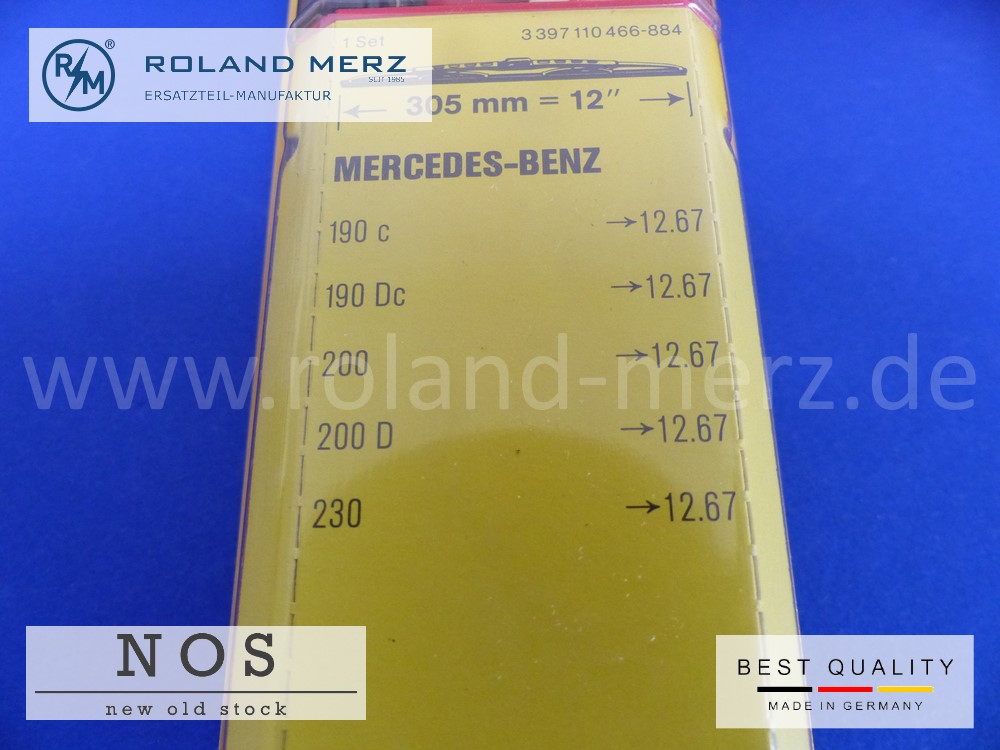 1 Set 3 397 110 466-884
R/M ® ROLAND MERZ
SEIT 1985
ERSATZTEIL-MANUFAKTUR
305 mm = 12"
MERCEDES-BENZ
190 c →12.67
190 Dc →12.67
200 →12.67
www.roland-merz.de
200 D →12.67
230 →12.67
NOS
new old stock
BEST QUALITY
MADE IN GERMANY